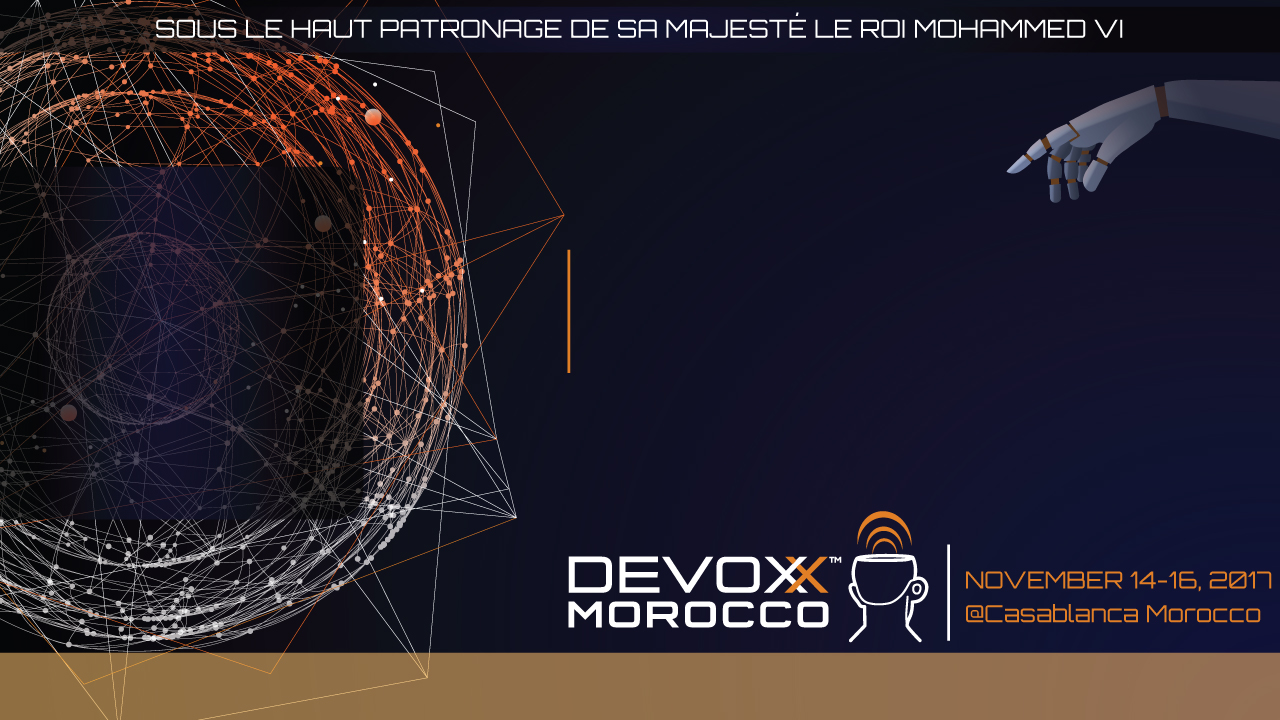 SOUS LE HAUT PATRONAGE DE SA MAJESTÉ LE ROI MOHAMMED VI
DEVOXX™
MOROCCO
NOVEMBER 14-16, 2017
@Casablanca Morocco